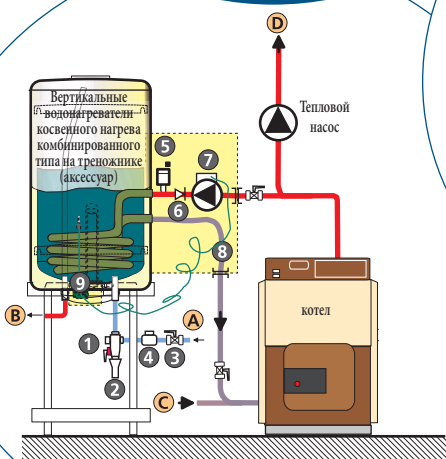 D
Вертикальные
водонагреватели
косвенного нагрева
комбинированного
типа на треножнике
(аксессуар)
Тепловой
насос
5
7
6
8
9
B
A
1
4
3
2
C
котел